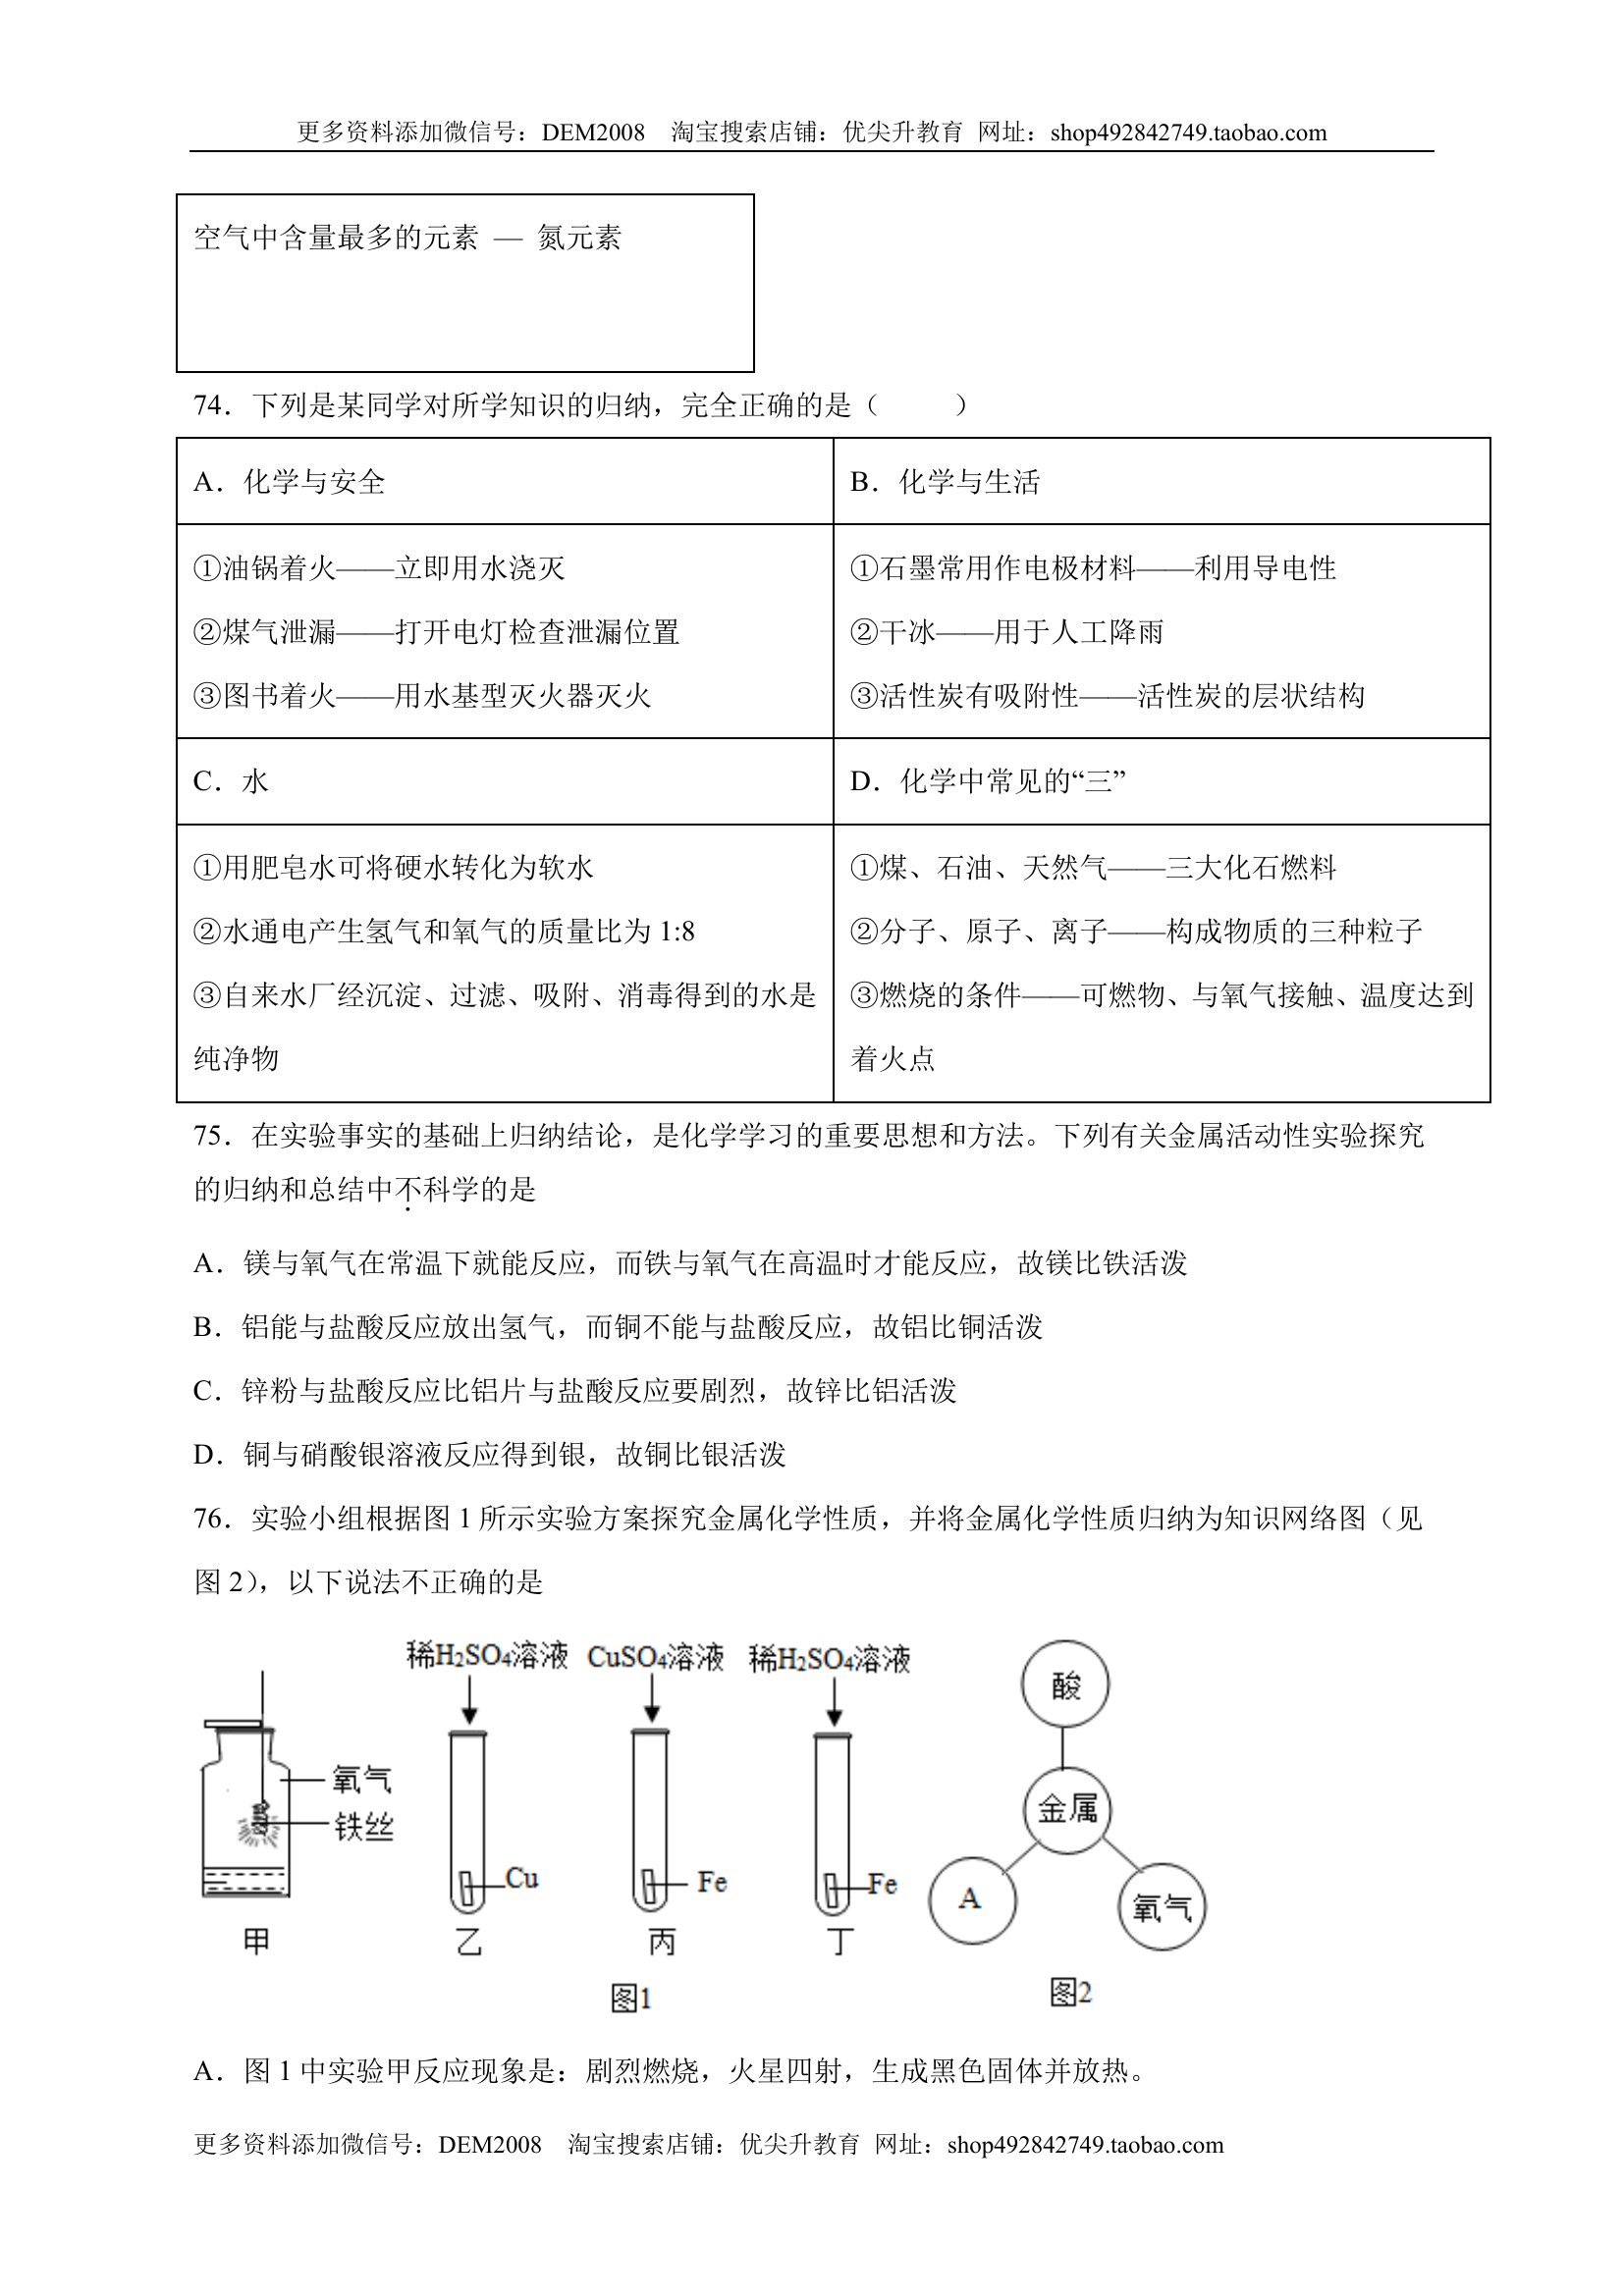 更多资料添加微信号：DEM2008 淘宝搜索店铺：优尖升教育 网址：shop492842749.taobao.com
空气中含量最多的元素 — 氮元素
74．下列是某同学对所学知识的归纳，完全正确的是（ ）
A．化学与安全
B．化学与生活
①油锅着火——立即用水浇灭
②煤气泄漏——打开电灯检查泄漏位置
③图书着火——用水基型灭火器灭火
①石墨常用作电极材料——利用导电性
②干冰——用于人工降雨
③活性炭有吸附性——活性炭的层状结构
C．水
D．化学中常见的“三”
①用肥皂水可将硬水转化为软水
②水通电产生氢气和氧气的质量比为 1:8
③自来水厂经沉淀、过滤、吸附、消毒得到的水是
纯净物
①煤、石油、天然气——三大化石燃料
②分子、原子、离子——构成物质的三种粒子
③燃烧的条件——可燃物、与氧气接触、温度达到
着火点
75．在实验事实的基础上归纳结论，是化学学习的重要思想和方法。下列有关金属活动性实验探究
的归纳和总结中不科学的是
A．镁与氧气在常温下就能反应，而铁与氧气在高温时才能反应，故镁比铁活泼
B．铝能与盐酸反应放出氢气，而铜不能与盐酸反应，故铝比铜活泼
C．锌粉与盐酸反应比铝片与盐酸反应要剧烈，故锌比铝活泼
D．铜与硝酸银溶液反应得到银，故铜比银活泼
76．实验小组根据图 1 所示实验方案探究金属化学性质，并将金属化学性质归纳为知识网络图（见
图 2），以下说法不正确的是
稀H₂SO₄溶液 CuSO₄溶液 稀H₂SO₄溶液
氧气
铁丝
Cu
Fe
Fe
甲 乙 丙 丁
图1
酸
金属
A
氧气
图2
A．图 1 中实验甲反应现象是：剧烈燃烧，火星四射，生成黑色固体并放热。
更多资料添加微信号：DEM2008 淘宝搜索店铺：优尖升教育 网址：shop492842749.taobao.com